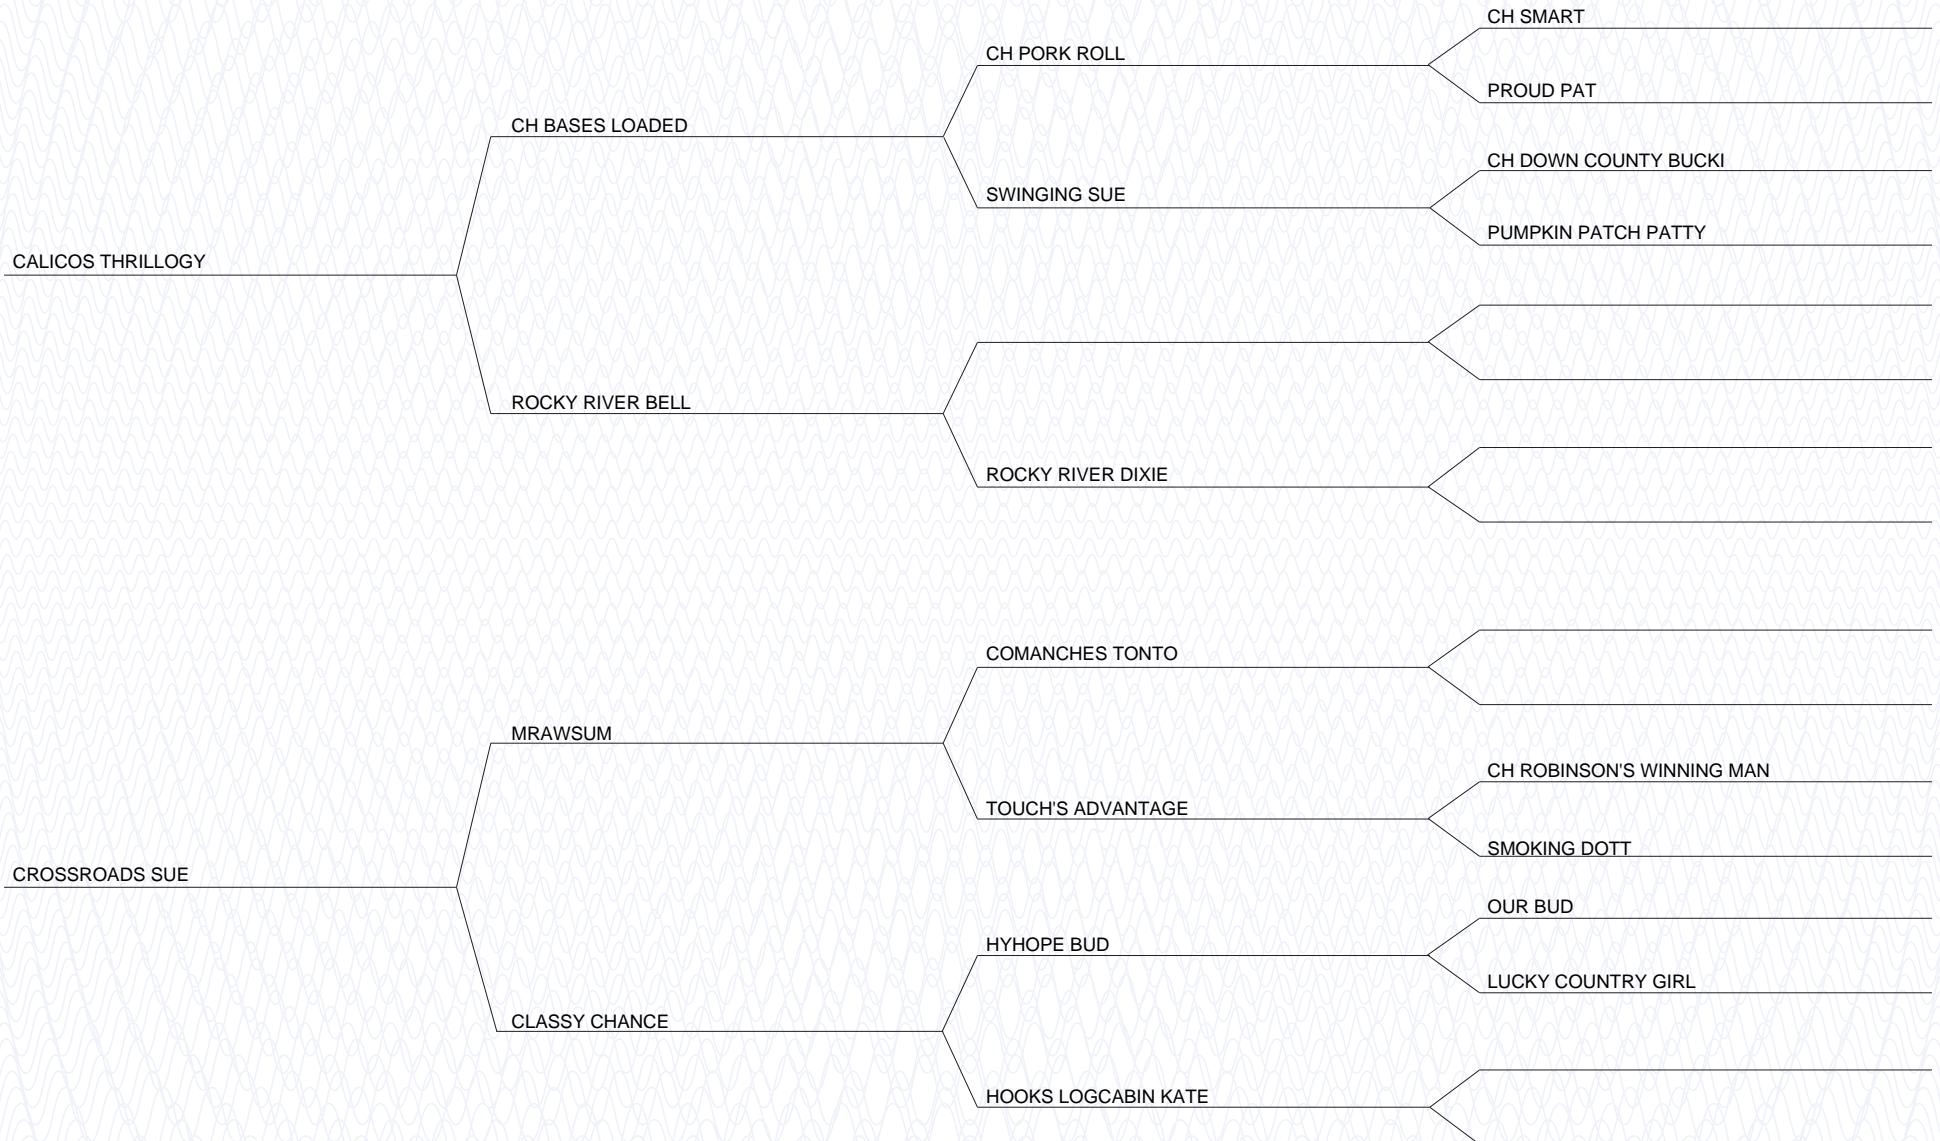 CH SMART
CH PORK ROLL
PROUD PAT
CH BASES LOADED
CH DOWN COUNTY BUCKI
SWINGING SUE
PUMPKIN PATCH PATTY
CALICOS THRILLOGY
ROCKY RIVER BELL
ROCKY RIVER DIXIE
COMANCHES TONTO
MRAWSUM
CH ROBINSON'S WINNING MAN
TOUCH'S ADVANTAGE
SMOKING DOTT
CROSSROADS SUE
OUR BUD
HYHOPE BUD
LUCKY COUNTRY GIRL
CLASSY CHANCE
HOOKS LOGCABIN KATE